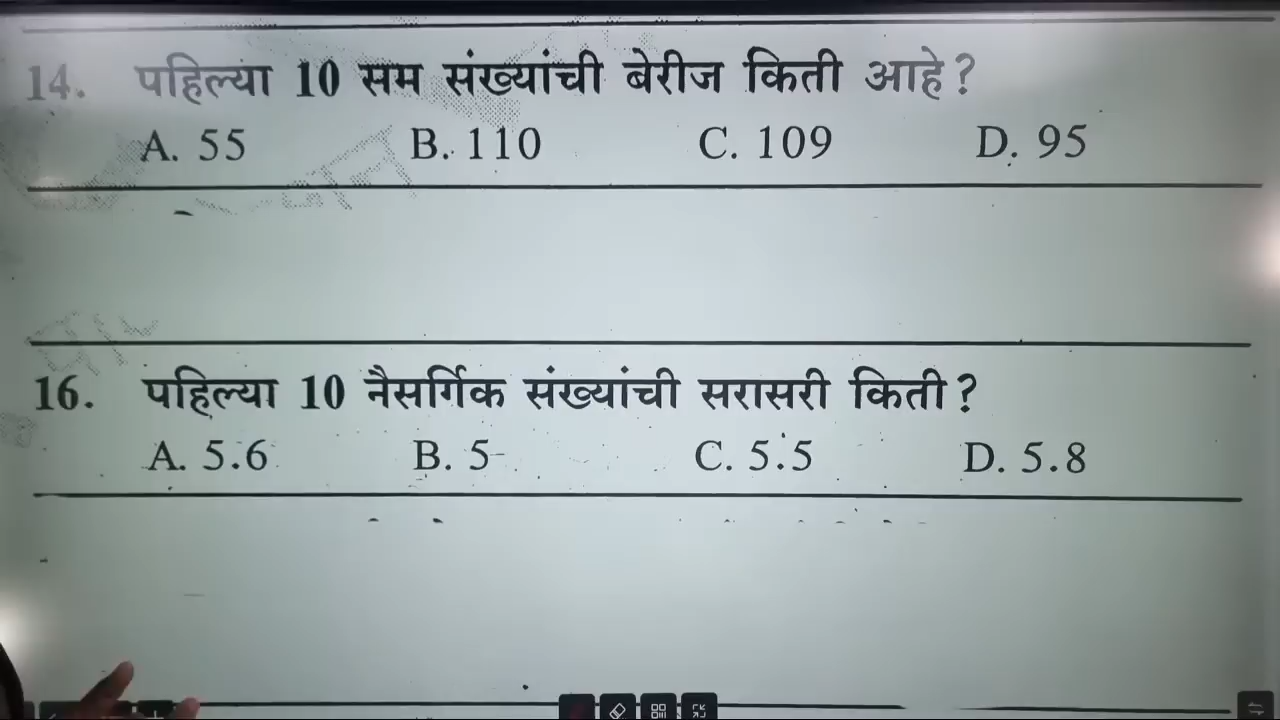 14. पहिल्या 10 सम संख्यांची बेरीज किती आहे?
A. 55 B. 110 C. 109 D. 95
16. पहिल्या 10 नैसर्गिक संख्यांची सरासरी किती?
A. 5.6 B. 5 C. 5.5 D. 5.8